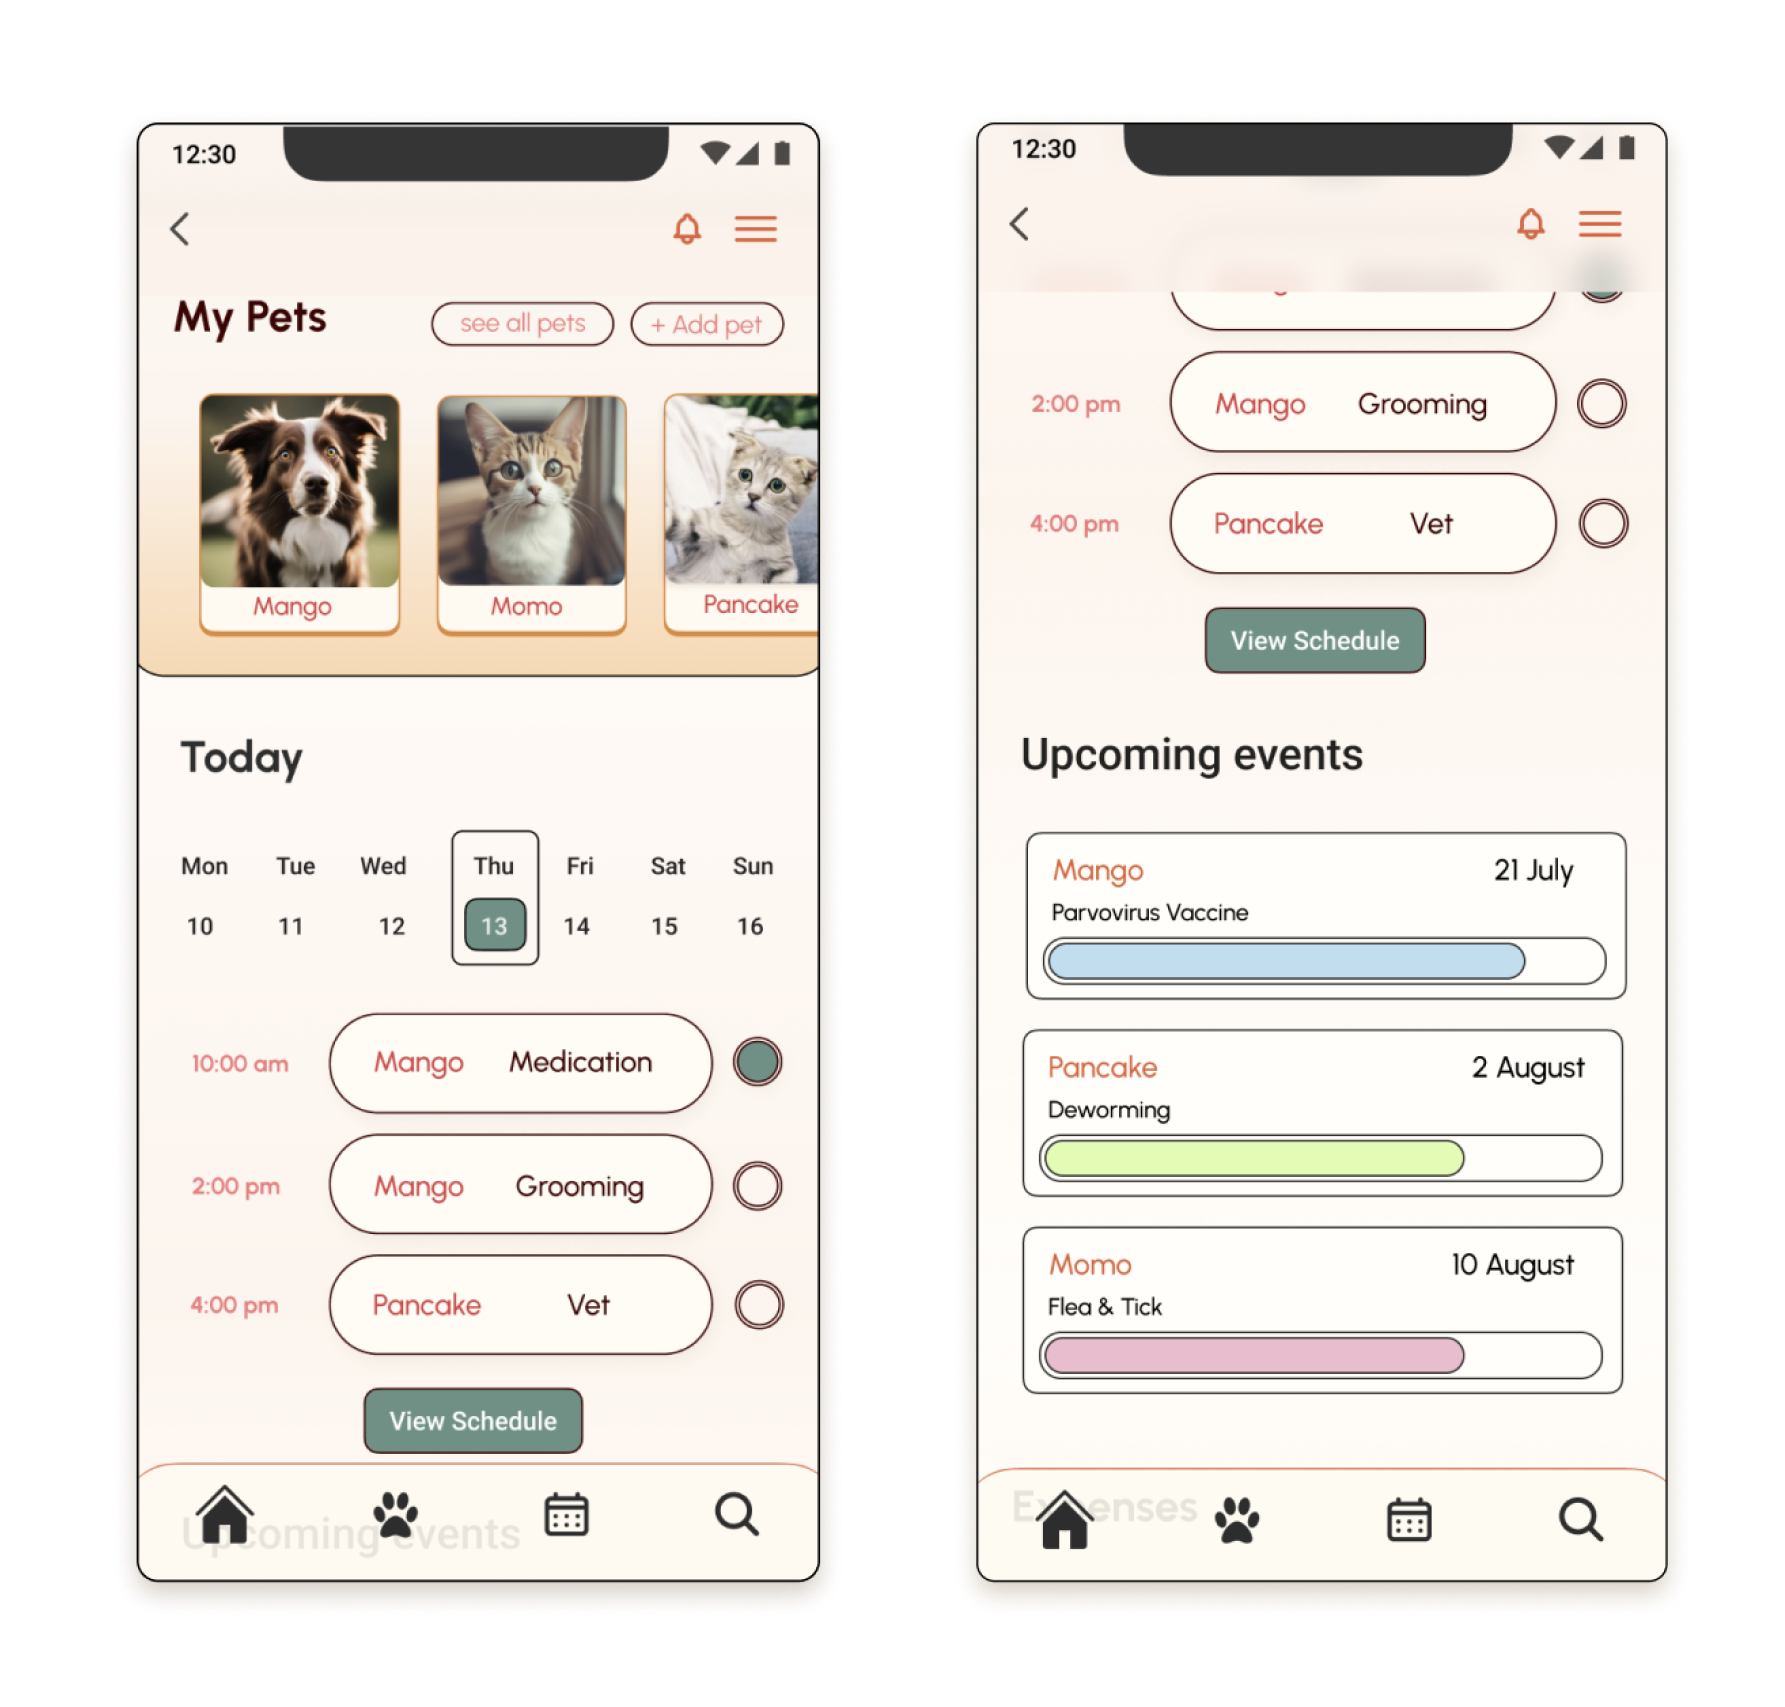 12:30
My Pets
see all pets
+ Add pet
Mango
Momo
Pancake
Today
Mon Tue Wed Thu Fri Sat Sun
10 11 12 13 14 15 16
10:00 am Mango Medication
2:00 pm Mango Grooming
4:00 pm Pancake Vet
View Schedule
Upcoming events
12:30
2:00 pm Mango Grooming
4:00 pm Pancake Vet
View Schedule
Upcoming events
Mango 21 July
Parvovirus Vaccine
Pancake 2 August
Deworming
Momo 10 August
Flea & Tick
Expenses